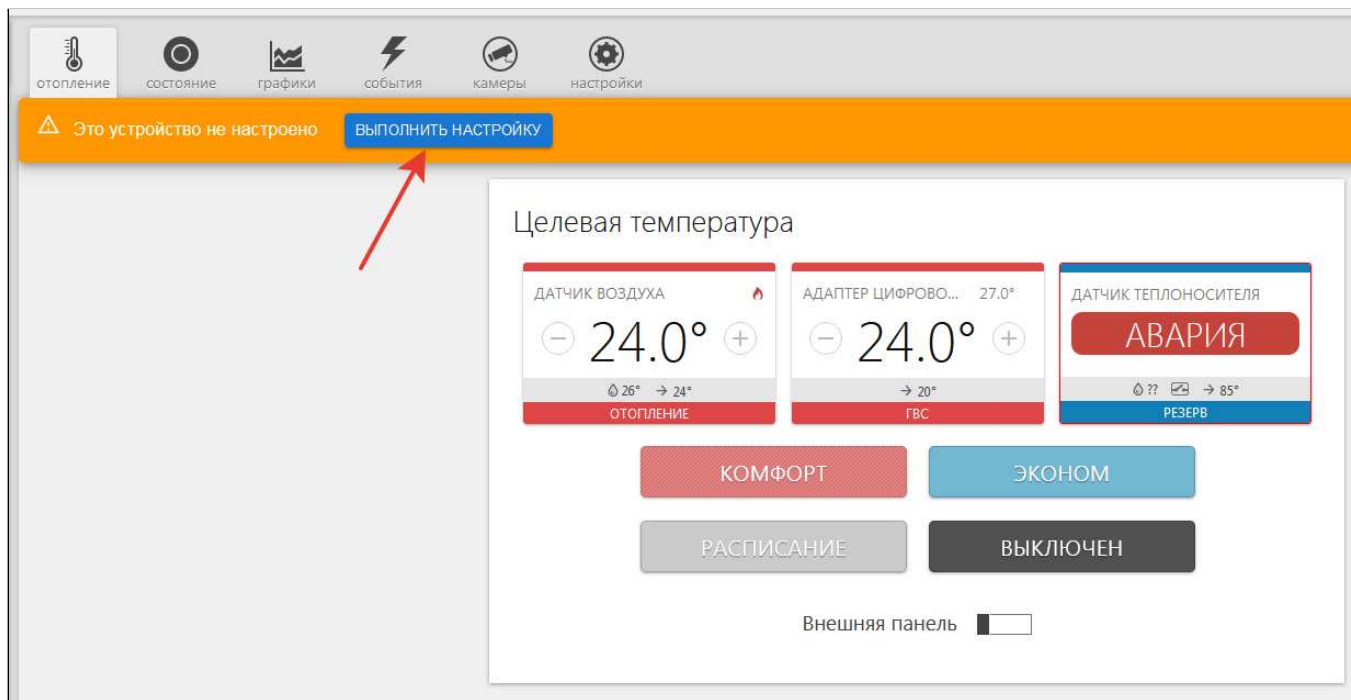 отопление состояние графики события камеры настройки
Это устройство не настроено ВЫПОЛНИТЬ НАСТРОЙКУ
Целевая температура
ДАТЧИК ВОЗДУХА
24.0°
26° → 24°
ОТОПЛЕНИЕ
АДАПТЕР ЦИФРОВО... 27.0°
24.0°
→ 20°
ГВС
ДАТЧИК ТЕПЛОНОСИТЕЛЯ
АВАРИЯ
?? → 85°
РЕЗЕРВ
КОМФОРТ ЭКОНОМ
РАСПИСАНИЕ ВЫКЛЮЧЕН
Внешняя панель